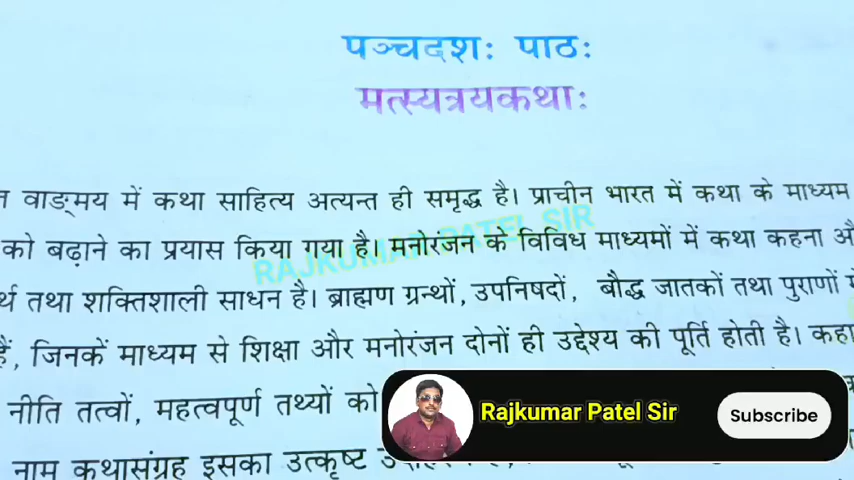 पञ्चदशः पाठः
मत्स्यत्रयकथाः
वाङ्मय में कथा साहित्य अत्यन्त ही समृद्ध है। प्राचीन भारत में कथा के माध्यम
को बढ़ाने का प्रयास किया गया है। मनोरजन के विविध माध्यमों में कथा कहना
RAJKUMAR PATEL SIR
तथा शक्तिशाली साधन है। ब्राह्मण ग्रन्थों, उपनिषदों, बौद्ध जातकों तथा पुराणों
हैं, जिनकें माध्यम से शिक्षा और मनोरंजन दोनों ही उद्देश्य की पूर्ति होती है। कहा
नीति तत्वों, महत्वपूर्ण तथ्यों को
Rajkumar Patel Sir
Subscribe
नाम कथासंग्रह इसका उत्कृष्ट